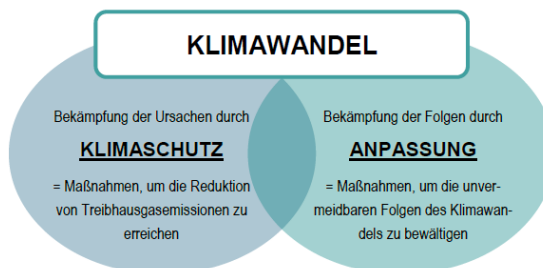 KLIMAWANDEL
Bekämpfung der Ursachen durch
KLIMASCHUTZ
= Maßnahmen, um die Reduktion
von Treibhausgasemissionen zu
erreichen
Bekämpfung der Folgen durch
ANPASSUNG
= Maßnahmen, um die unver-
meidbaren Folgen des Klimawan-
dels zu bewältigen